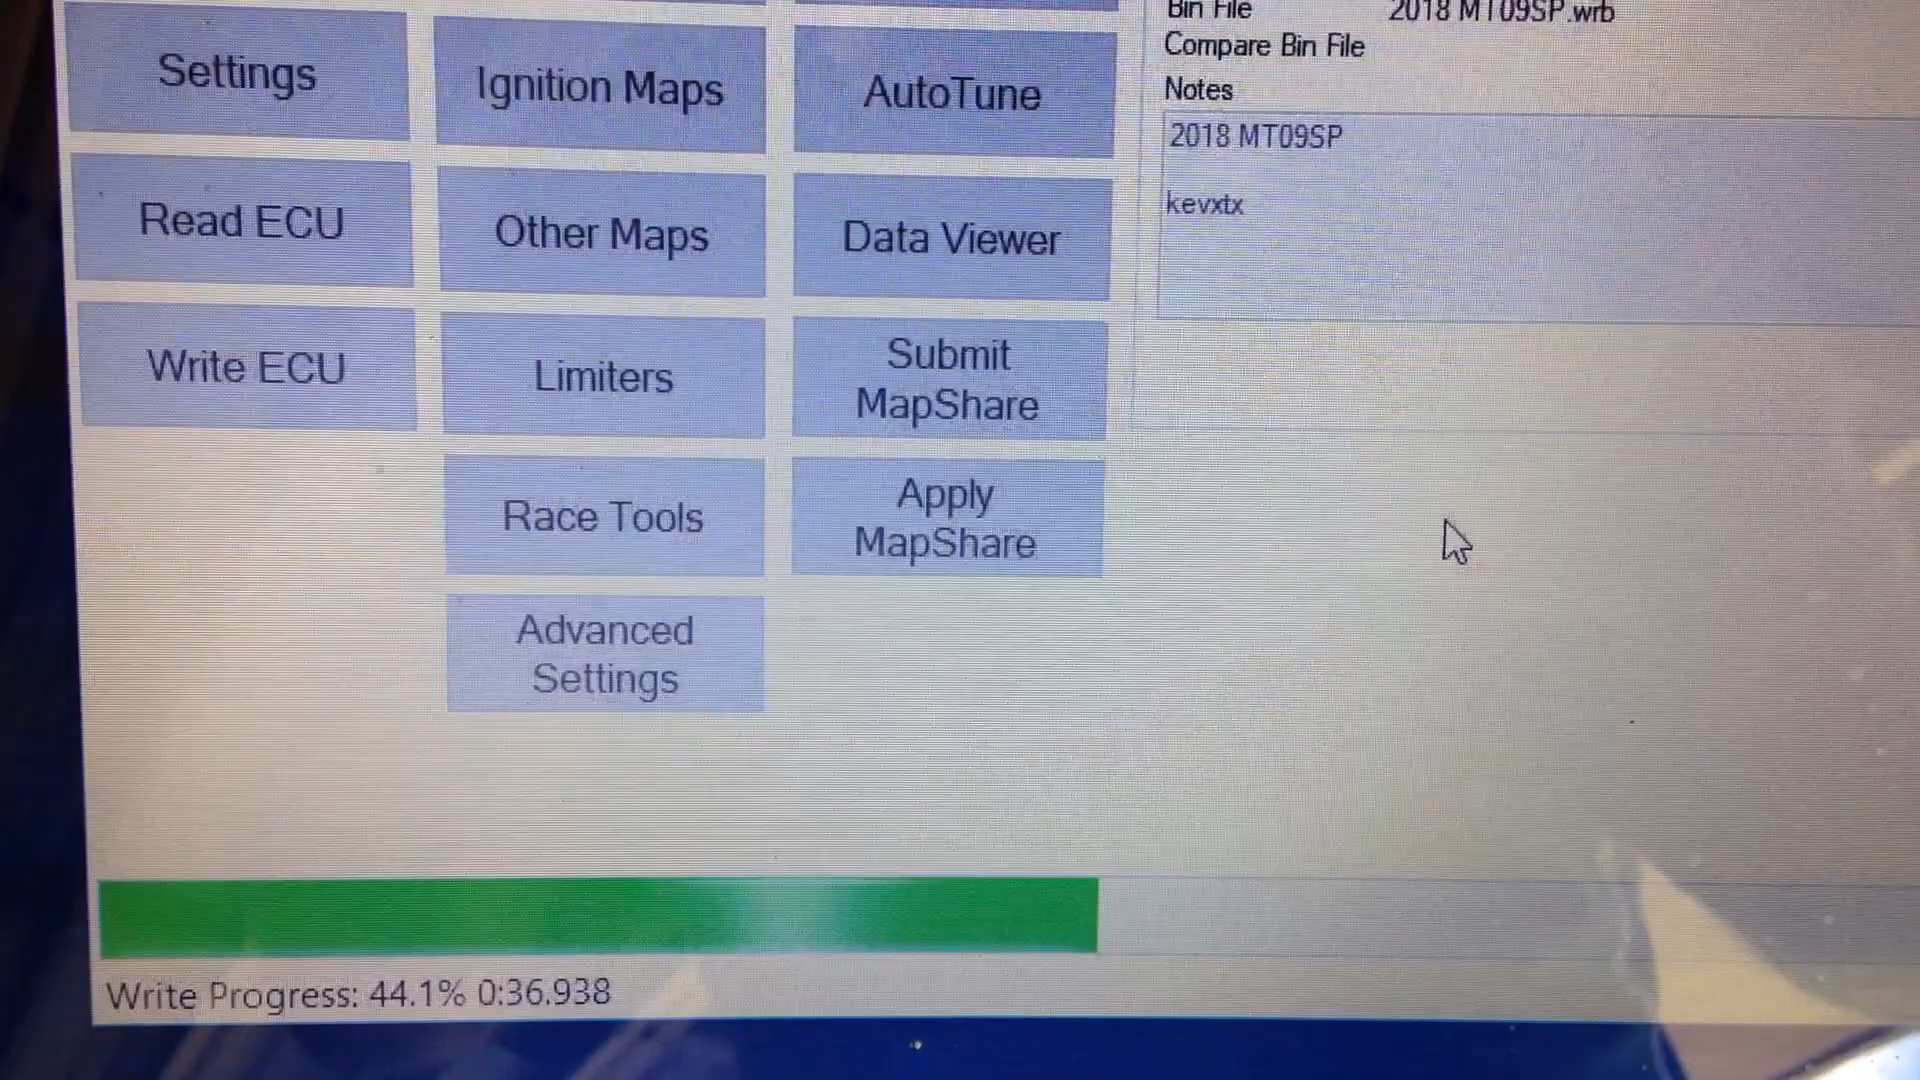 Bin File 2018 MT09SP.wrb
Compare Bin File
Notes
2018 MT09SP
kevxtx
Settings
Ignition Maps
AutoTune
Read ECU
Other Maps
Data Viewer
Write ECU
Limiters
Submit
MapShare
Race Tools
Apply
MapShare
Advanced
Settings
Write Progress: 44.1% 0:36.938